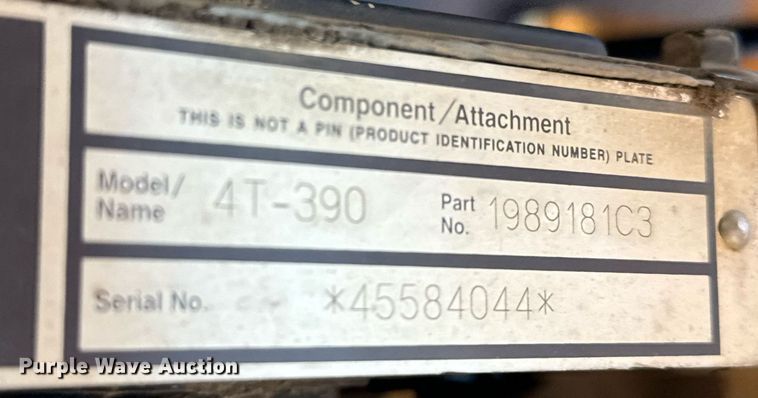 Component/Attachment
THIS IS NOT A PIN (PRODUCT IDENTIFICATION NUMBER) PLATE
Model/ Name 4T-390 Part No. 1989181C3
Serial No. *45584044*
Purple Wave Auction